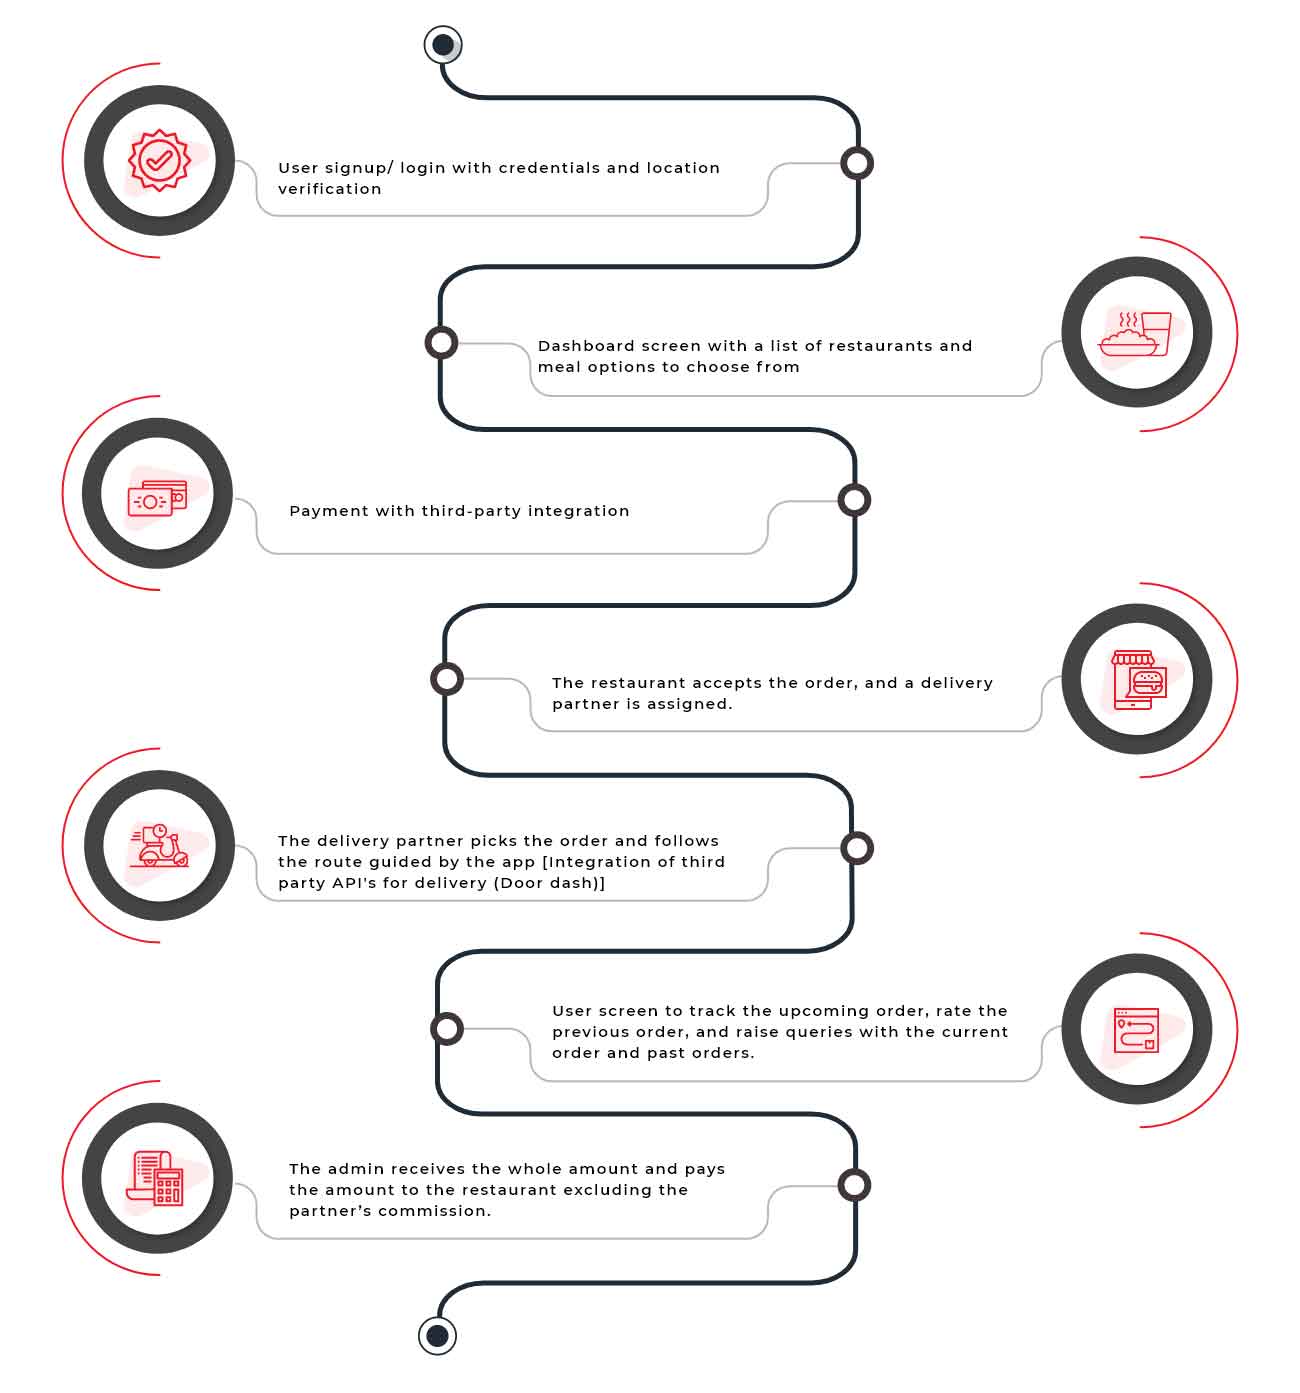 User signup/ login with credentials and location
verification
Dashboard screen with a list of restaurants and
meal options to choose from
Payment with third-party integration
The restaurant accepts the order, and a delivery
partner is assigned.
The delivery partner picks the order and follows
the route guided by the app [Integration of third
party API's for delivery (Door dash)]
User screen to track the upcoming order, rate the
previous order, and raise queries with the current
order and past orders.
The admin receives the whole amount and pays
the amount to the restaurant excluding the
partner’s commission.